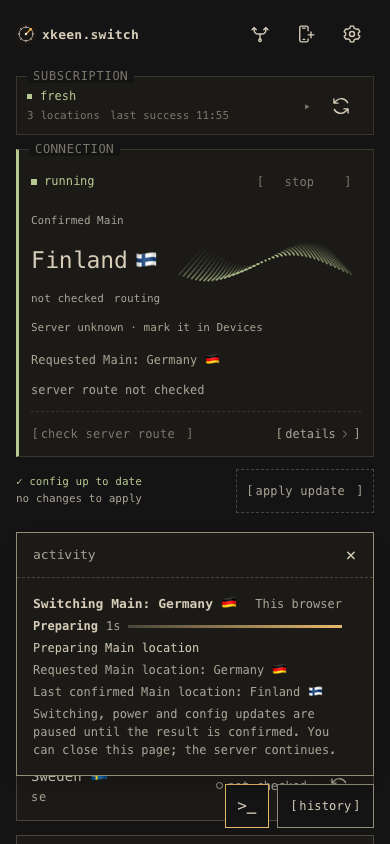 xkeen.switch
SUBSCRIPTION
fresh
3 locations last success 11:55
CONNECTION
running [ stop ]
Confirmed Main
Finland
not checked routing
Server unknown · mark it in Devices
Requested Main: Germany
server route not checked
[check server route ] [details > ]
✓ config up to date
no changes to apply
[apply update ]
activity ×
Switching Main: Germany This browser
Preparing 1s
Preparing Main location
Requested Main location: Germany
Last confirmed Main location: Finland
Switching, power and config updates are
paused until the result is confirmed. You
can close this page; the server continues.
Sweden
not checked
se
>_ [history]